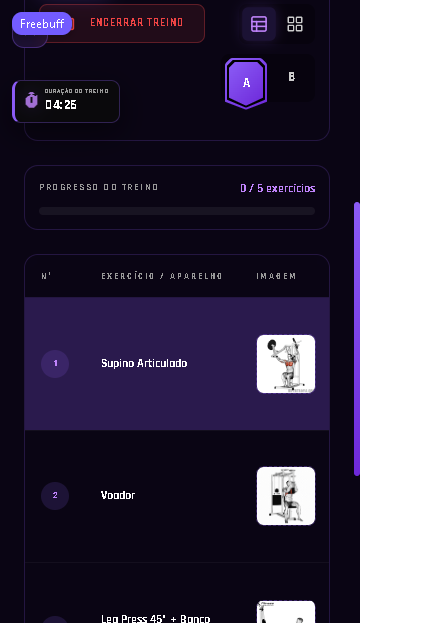 Freebuff
ENCERRAR TREINO
A
B
DURAÇÃO DO TREINO
04:26
PROGRESSO DO TREINO
0 / 5 exercícios
Nº
EXERCÍCIO / APARELHO
IMAGEM
1
Supino Articulado
2
Voador
Leg Press 45° + Banco